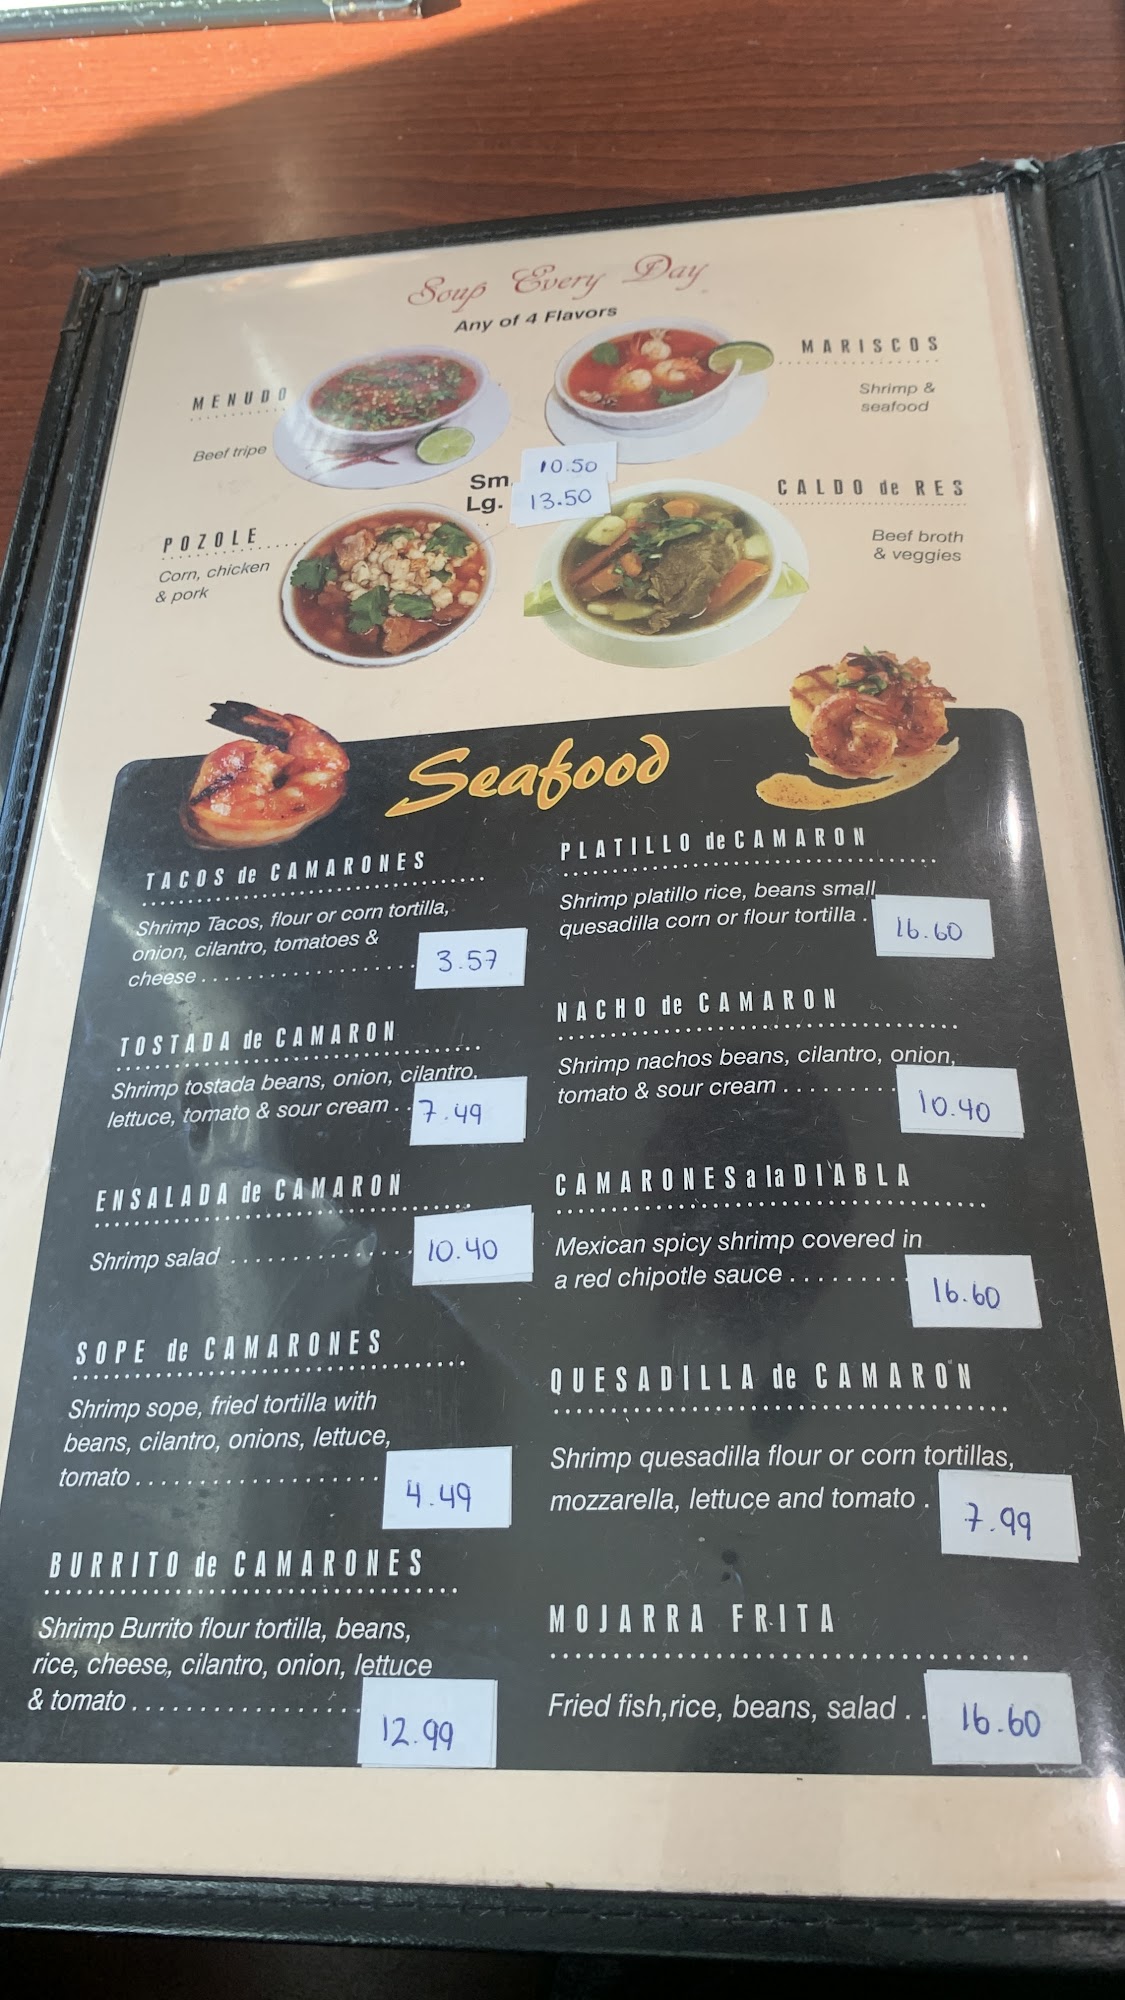 Soup Every Day
Any of 4 Flavors
MENUDO
Beef tripe
MARISCOS
Shrimp &
seafood
Sm. 10.50
Lg. 13.50
POZOLE
Corn, chicken
& pork
CALDO de RES
Beef broth
& veggies
Seafood
TACOS de CAMARONES
Shrimp Tacos, flour or corn tortilla,
onion, cilantro, tomatoes &
cheese . . . . . . . . . . . . . . . . . . 3.57
TOSTADA de CAMARON
Shrimp tostada beans, onion, cilantro,
lettuce, tomato & sour cream . . 7.49
ENSALADA de CAMARON
Shrimp salad . . . . . . . . . . . . . . . 10.40
SOPE de CAMARONES
Shrimp sope, fried tortilla with
beans, cilantro, onions, lettuce,
tomato . . . . . . . . . . . . . . . . . . . 4.49
BURRITO de CAMARONES
Shrimp Burrito flour tortilla, beans,
rice, cheese, cilantro, onion, lettuce
& tomato . . . . . . . . . . . . . . . . . 12.99
PLATILLO de CAMARON
Shrimp platillo rice, beans small
quesadilla corn or flour tortilla . 16.60
NACHO de CAMARON
Shrimp nachos beans, cilantro, onion,
tomato & sour cream . . . . . . . . . 10.40
CAMARONES a la DIABLA
Mexican spicy shrimp covered in
a red chipotle sauce . . . . . . . . . 16.60
QUESADILLA de CAMARON
Shrimp quesadilla flour or corn tortillas,
mozzarella, lettuce and tomato . 7.99
MOJARRA FRITA
Fried fish,rice, beans, salad . . 16.60